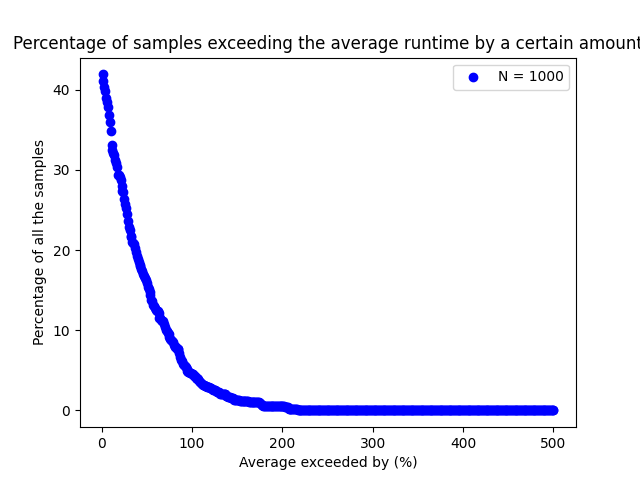 Percentage of samples exceeding the average runtime by a certain amount
N = 1000
Percentage of all the samples
40
30
20
10
0
0 100 200 300 400 500
Average exceeded by (%)